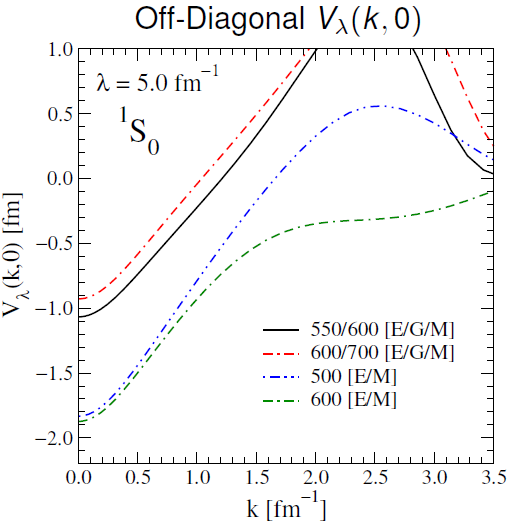 Off-Diagonal V_λ(k, 0)
1.0
λ = 5.0 fm⁻¹
¹S₀
0.5
0.0
−0.5
−1.0
−1.5
−2.0
V_λ(k,0) [fm]
550/600 [E/G/M]
600/700 [E/G/M]
500 [E/M]
600 [E/M]
0.0 0.5 1.0 1.5 2.0 2.5 3.0 3.5
k [fm⁻¹]